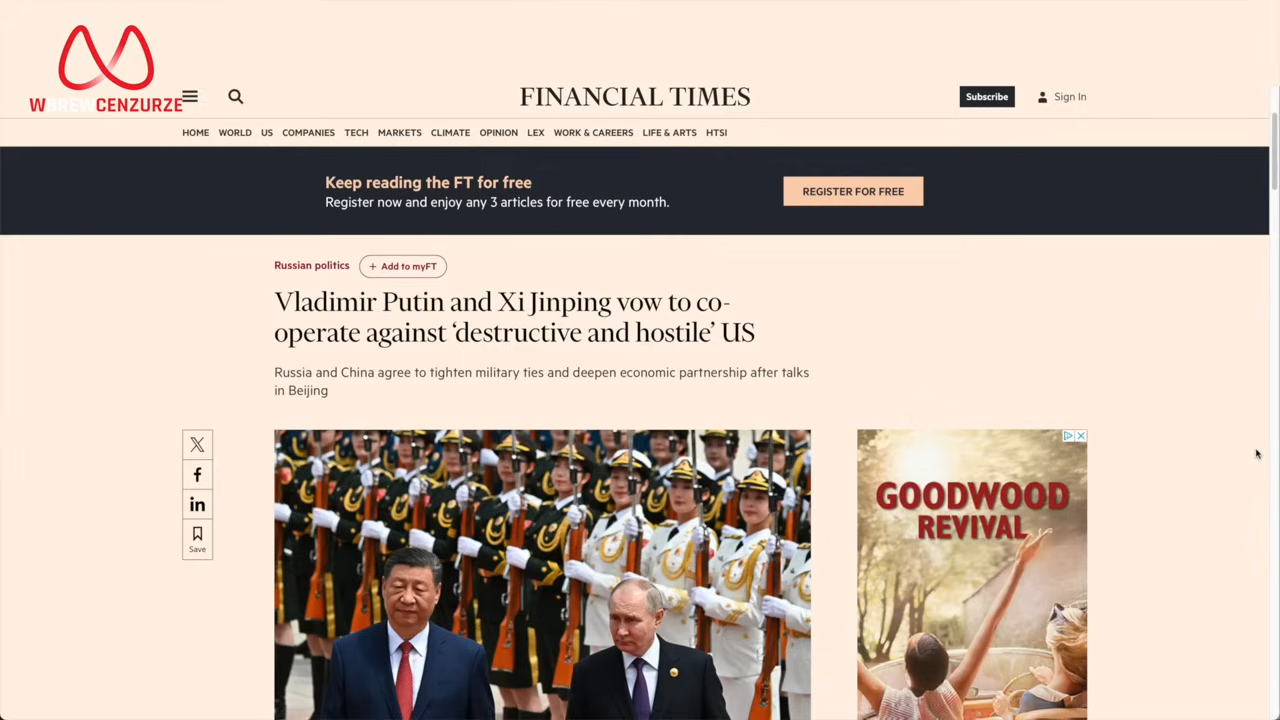 WBREWCENZURZE
FINANCIAL TIMES
Subscribe
Sign In
HOME WORLD US COMPANIES TECH MARKETS CLIMATE OPINION LEX WORK & CAREERS LIFE & ARTS HTSI
Keep reading the FT for free
Register now and enjoy any 3 articles for free every month.
REGISTER FOR FREE
Russian politics
+ Add to myFT
Vladimir Putin and Xi Jinping vow to co-
operate against ‘destructive and hostile’ US
Russia and China agree to tighten military ties and deepen economic partnership after talks
in Beijing
Save
GOODWOOD
REVIVAL